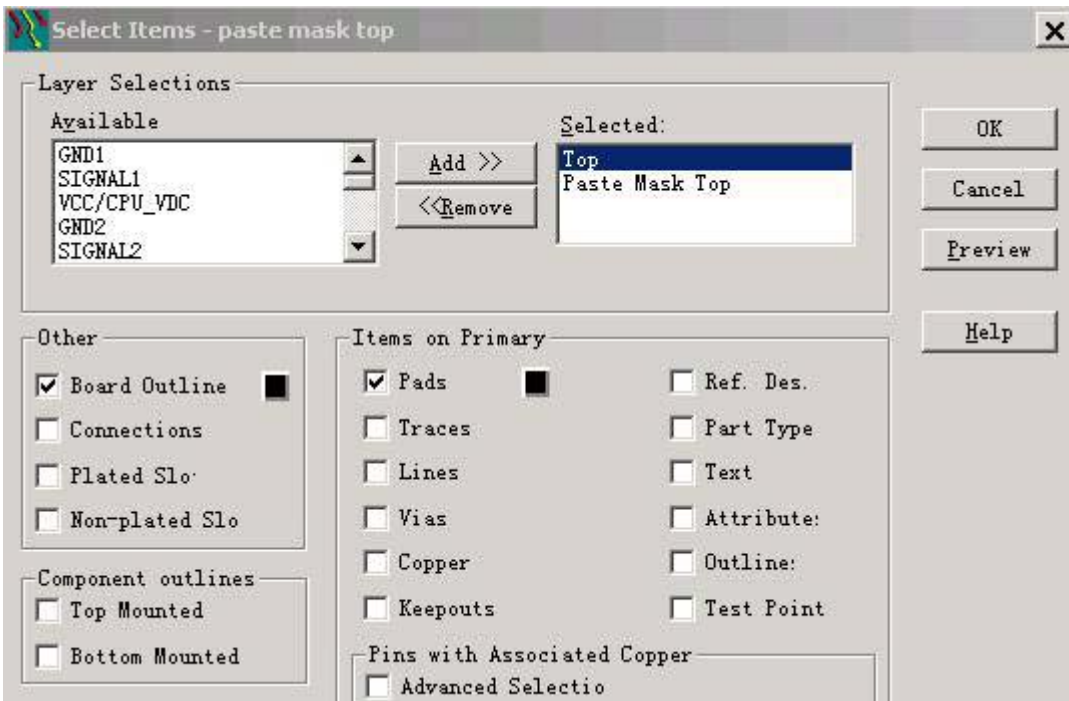 Select Items - paste mask top
Layer Selections
Available
GND1
SIGNAL1
VCC/CPU_VDC
GND2
SIGNAL2
Add >>
<<Remove
Selected:
Top
Paste Mask Top
OK
Cancel
Preview
Help
Other
Board Outline
Connections
Plated Slo
Non-plated Slo
Component outlines
Top Mounted
Bottom Mounted
Items on Primary
Pads
Traces
Lines
Vias
Copper
Keepouts
Ref. Des.
Part Type
Text
Attribute:
Outline:
Test Point
Pins with Associated Copper
Advanced Selectio